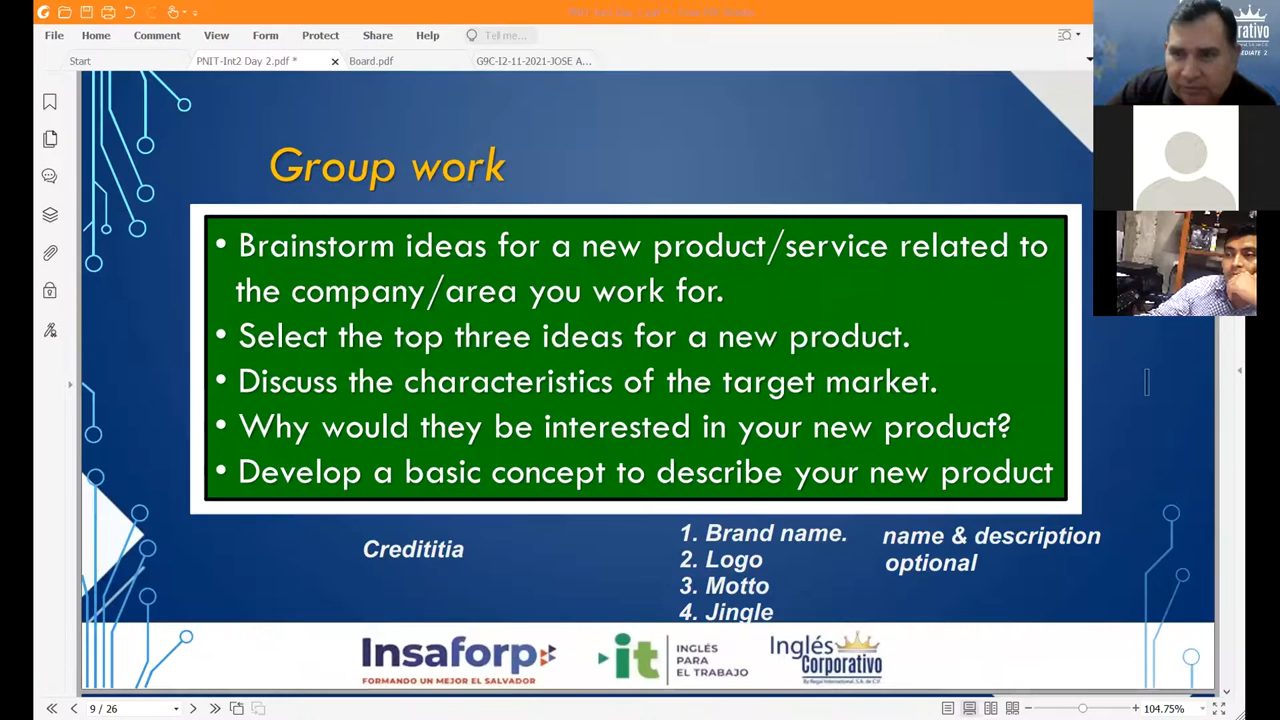 File Home Comment View Form Protect Share Help Tell me...
Start PNIT-Int2 Day 2.pdf * Board.pdf G9C-I2-11-2021-JOSE A...
Group work
• Brainstorm ideas for a new product/service related to
the company/area you work for.
• Select the top three ideas for a new product.
• Discuss the characteristics of the target market.
• Why would they be interested in your new product?
• Develop a basic concept to describe your new product
Credititia
1. Brand name. name & description
2. Logo optional
3. Motto
4. Jingle
Insaforp
FORMANDO UN MEJOR EL SALVADOR
it INGLÉS
PARA
EL TRABAJO
Inglés
Corporativo
By Regal International, S.A. de C.V.
9 / 26
104.75%